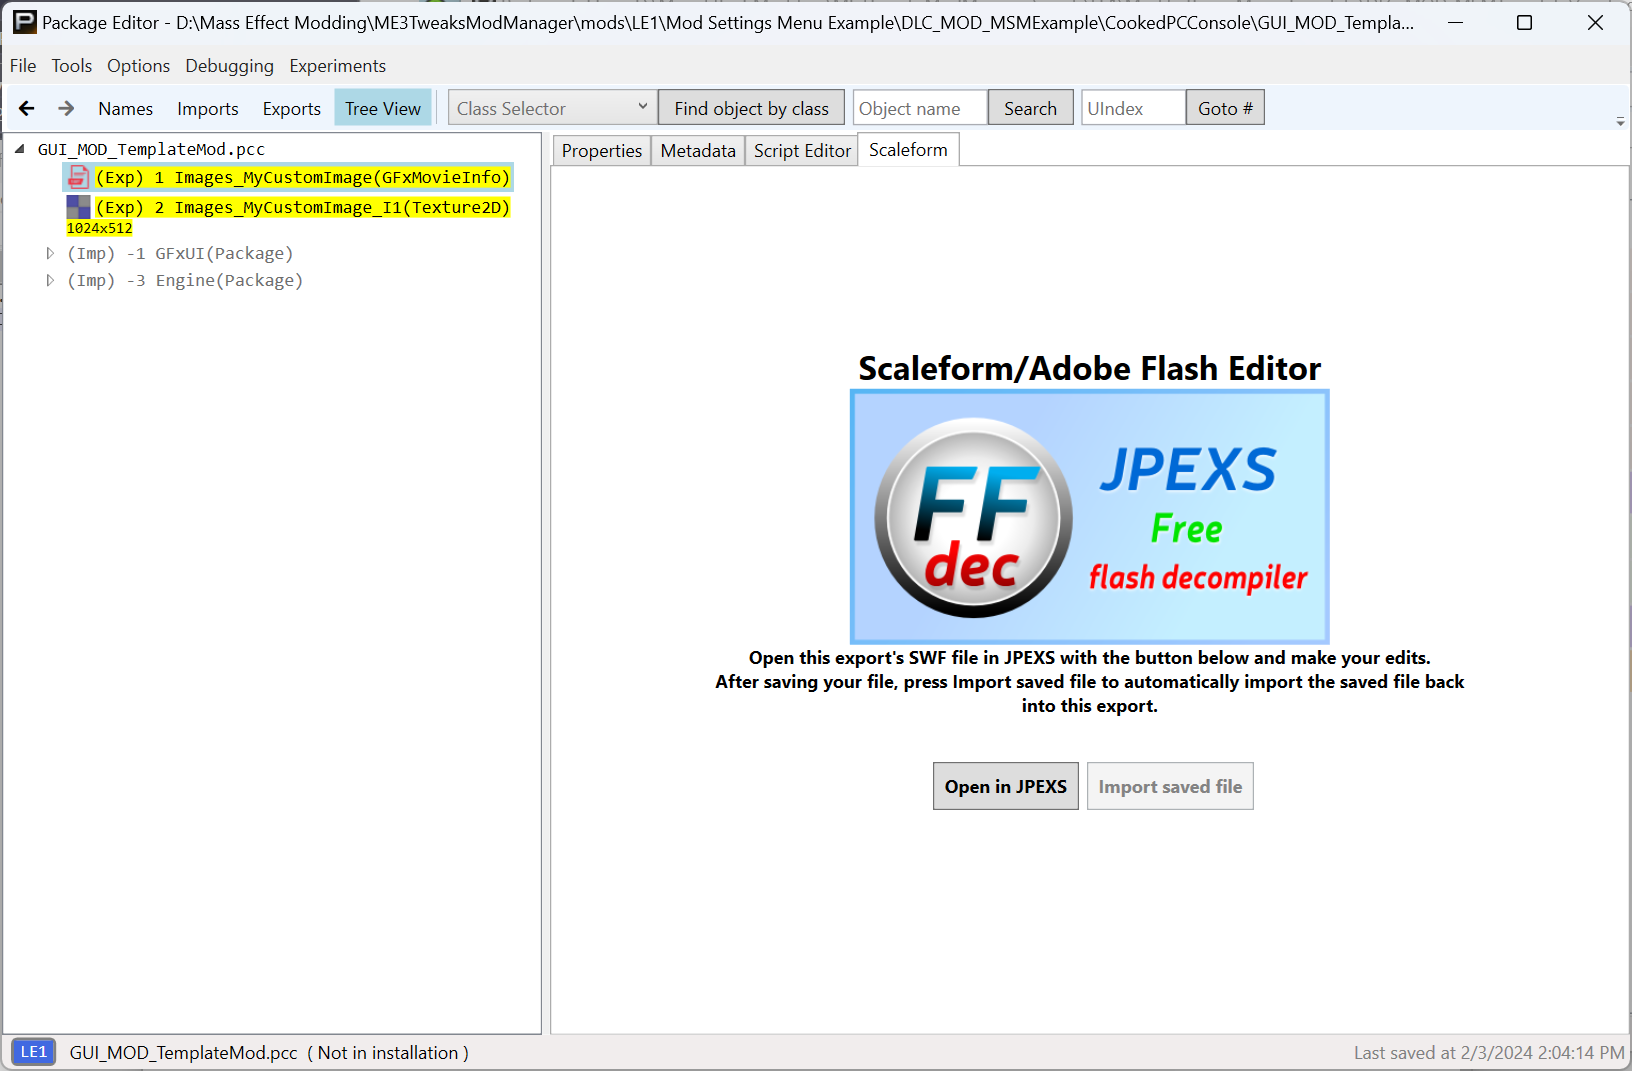 Package Editor - D:\Mass Effect Modding\ME3TweaksModManager\mods\LE1\Mod Settings Menu Example\DLC_MOD_MSMExample\CookedPCConsole\GUI_MOD_Templa...
File Tools Options Debugging Experiments
Names Imports Exports Tree View Class Selector Find object by class Object name Search UIndex Goto #
GUI_MOD_TemplateMod.pcc
(Exp) 1 Images_MyCustomImage(GFxMovieInfo)
(Exp) 2 Images_MyCustomImage_I1(Texture2D)
1024x512
(Imp) -1 GFxUI(Package)
(Imp) -3 Engine(Package)
Properties Metadata Script Editor Scaleform
Scaleform/Adobe Flash Editor
FF
dec
JPEXS
Free
flash decompiler
Open this export's SWF file in JPEXS with the button below and make your edits.
After saving your file, press Import saved file to automatically import the saved file back
into this export.
Open in JPEXS Import saved file
LE1 GUI_MOD_TemplateMod.pcc ( Not in installation ) Last saved at 2/3/2024 2:04:14 PM